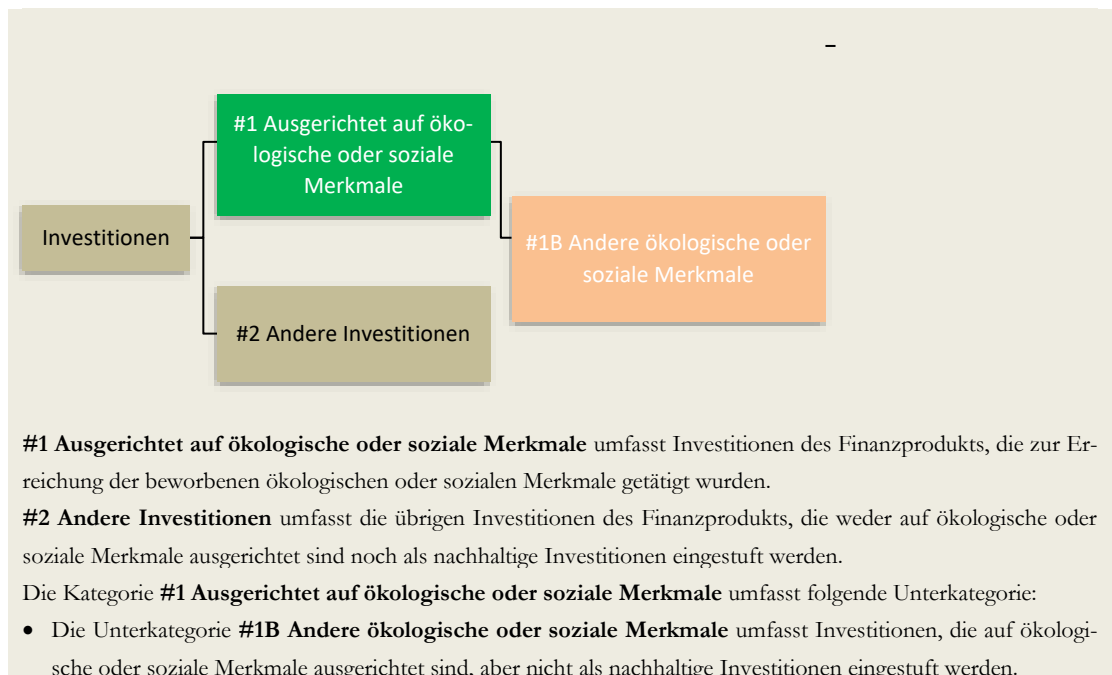 #1 Ausgerichtet auf öko-
logische oder soziale
Merkmale
Investitionen
#1B Andere ökologische oder
soziale Merkmale
#2 Andere Investitionen
#1 Ausgerichtet auf ökologische oder soziale Merkmale umfasst Investitionen des Finanzprodukts, die zur Er-
reichung der beworbenen ökologischen oder sozialen Merkmale getätigt wurden.
#2 Andere Investitionen umfasst die übrigen Investitionen des Finanzprodukts, die weder auf ökologische oder
soziale Merkmale ausgerichtet sind noch als nachhaltige Investitionen eingestuft werden.
Die Kategorie #1 Ausgerichtet auf ökologische oder soziale Merkmale umfasst folgende Unterkategorie:
• Die Unterkategorie #1B Andere ökologische oder soziale Merkmale umfasst Investitionen, die auf ökologi-
sche oder soziale Merkmale ausgerichtet sind, aber nicht als nachhaltige Investitionen eingestuft werden.